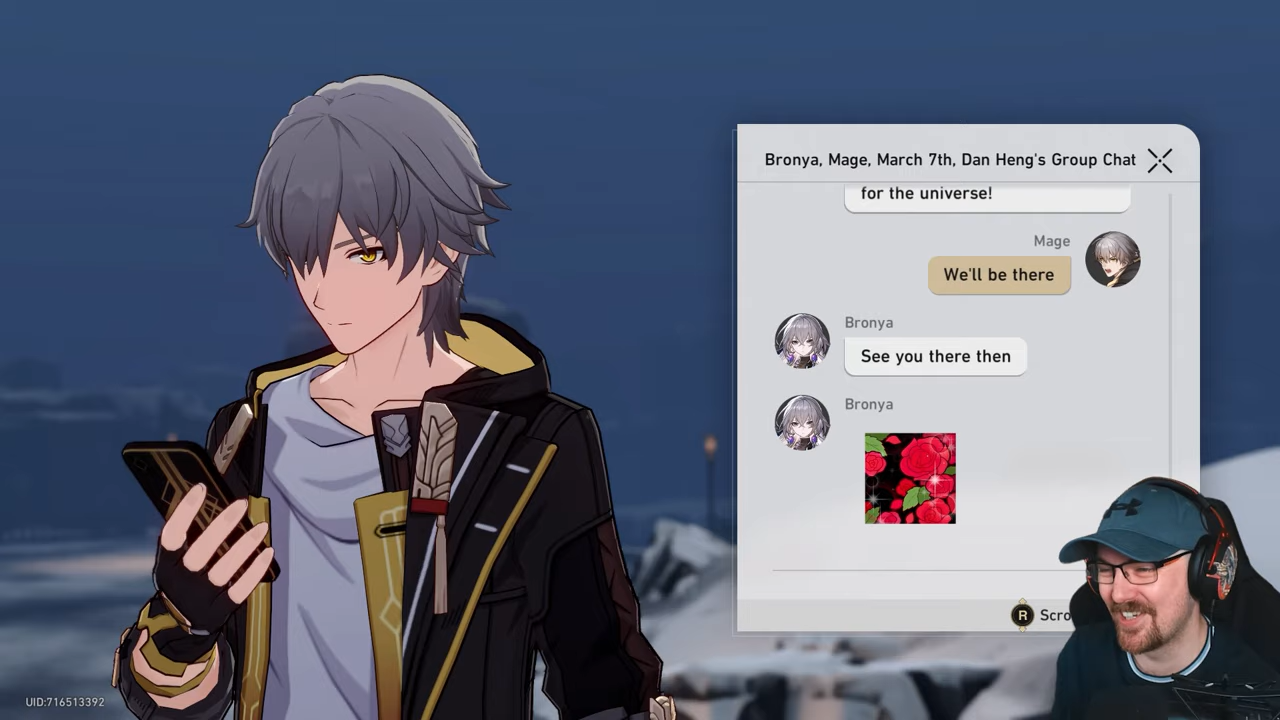 Bronya, Mage, March 7th, Dan Heng's Group Chat
for the universe!
Mage
We'll be there
Bronya
See you there then
Bronya
R
UID:716513392